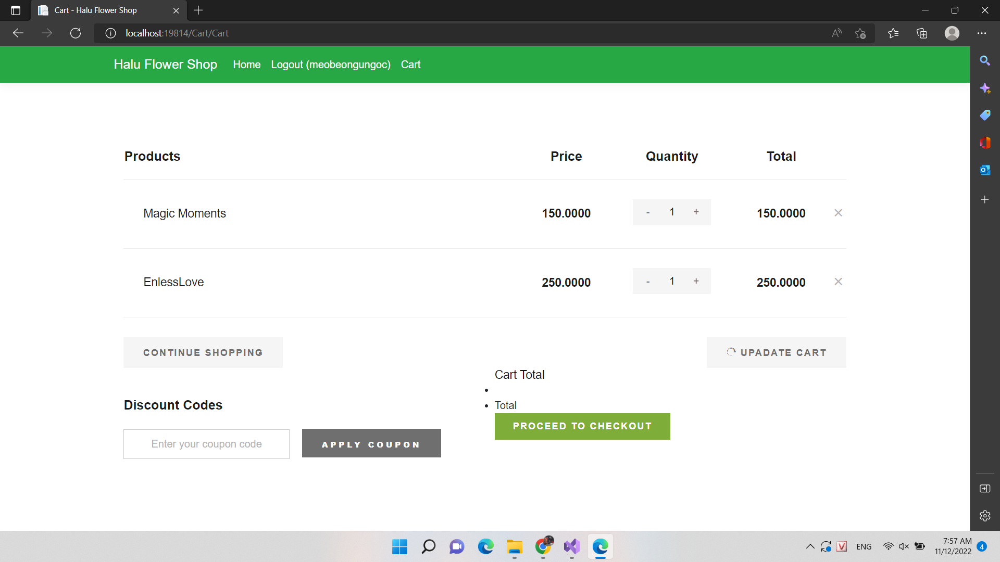 Cart - Halu Flower Shop
localhost:19814/Cart/Cart
Halu Flower Shop Home Logout (meobeongungoc) Cart
Products Price Quantity Total
Magic Moments 150.0000 - 1 + 150.0000 ×
EnlessLove 250.0000 - 1 + 250.0000 ×
CONTINUE SHOPPING UPADATE CART
Cart Total
Discount Codes
• Total
PROCEED TO CHECKOUT
Enter your coupon code APPLY COUPON
ENG
7:57 AM
11/12/2022
4